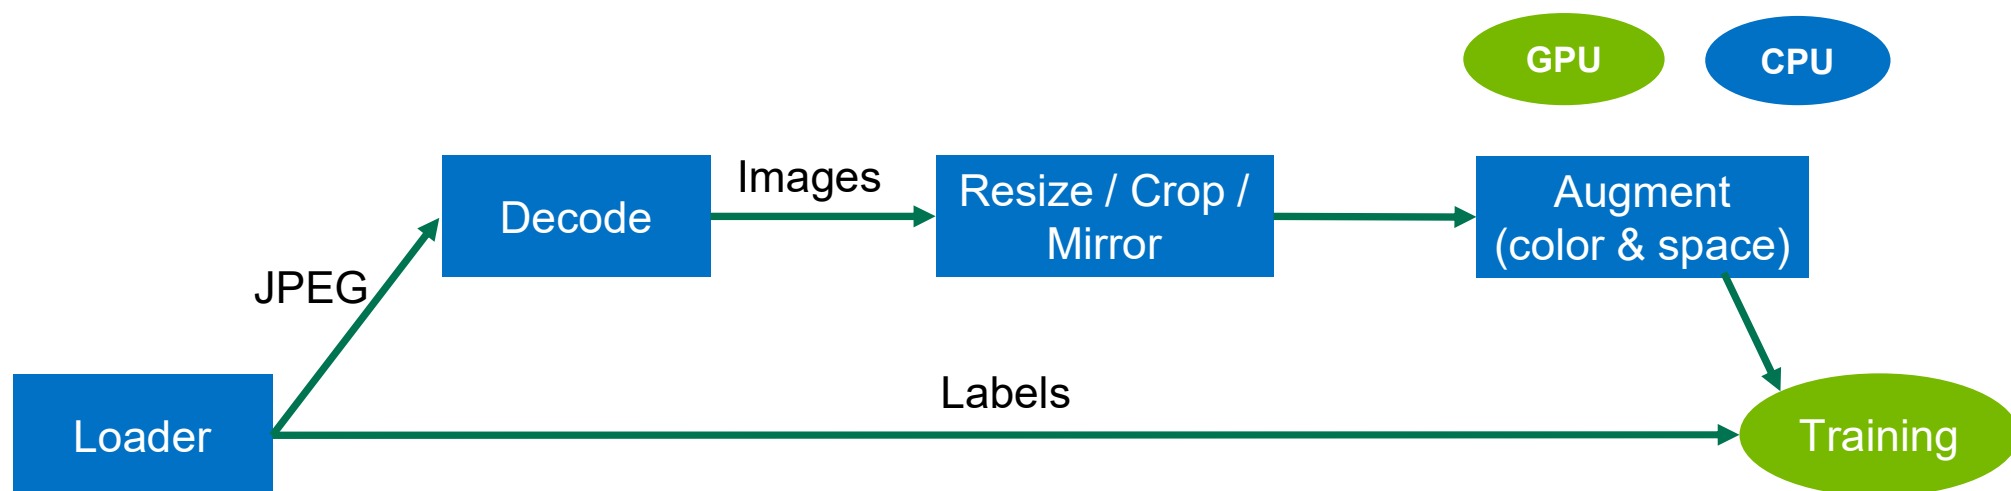 GPU
CPU
Decode
Images
Resize / Crop /
Mirror
Augment
(color & space)
JPEG
Loader
Labels
Training